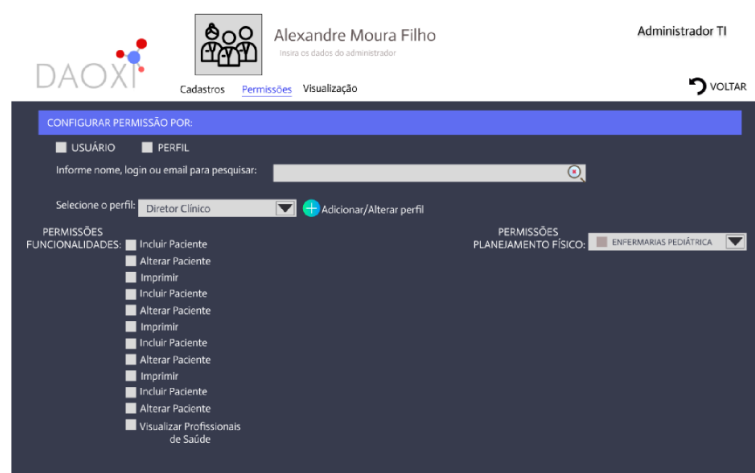 DAOXI
Alexandre Moura Filho
Insira os dados do administrador
Administrador TI
Cadastros Permissões Visualização
VOLTAR
CONFIGURAR PERMISSÃO POR:
USUÁRIO PERFIL
Informe nome, login ou email para pesquisar:
Selecione o perfil: Diretor Clínico Adicionar/Alterar perfil
PERMISSÕES
FUNCIONALIDADES:
Incluir Paciente
Alterar Paciente
Imprimir
Incluir Paciente
Alterar Paciente
Imprimir
Incluir Paciente
Alterar Paciente
Imprimir
Incluir Paciente
Alterar Paciente
Visualizar Profissionais
de Saúde
PERMISSÕES
PLANEJAMENTO FÍSICO: ENFERMARIAS PEDIÁTRICA